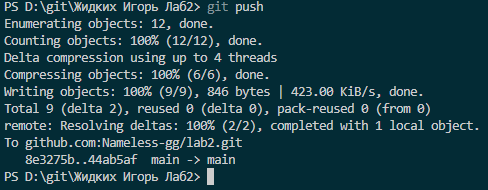 PS D:\git\Жидких Игорь Лаб2> git push
Enumerating objects: 12, done.
Counting objects: 100% (12/12), done.
Delta compression using up to 4 threads
Compressing objects: 100% (6/6), done.
Writing objects: 100% (9/9), 846 bytes | 423.00 KiB/s, done.
Total 9 (delta 2), reused 0 (delta 0), pack-reused 0 (from 0)
remote: Resolving deltas: 100% (2/2), completed with 1 local object.
To github.com:Nameless-gg/lab2.git
   8e3275b..44ab5af  main -> main
PS D:\git\Жидких Игорь Лаб2>